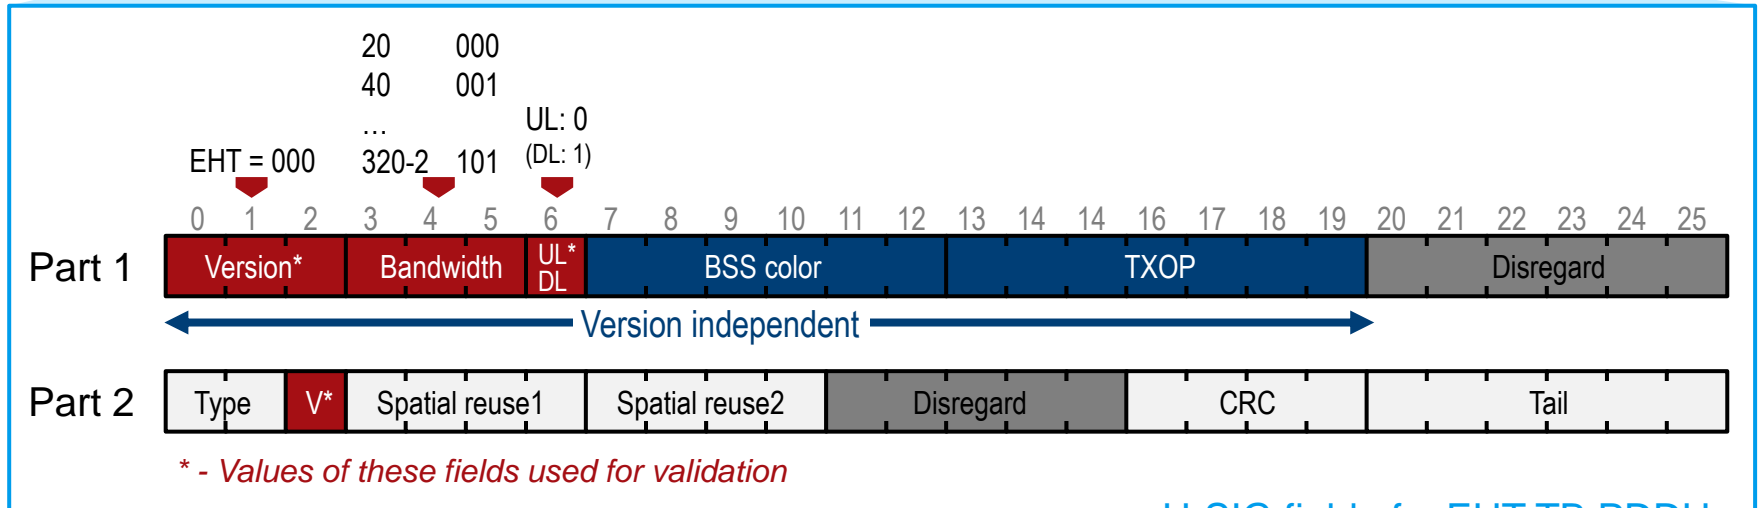 20 000
40 001
...
UL: 0
EHT = 000 320-2 101 (DL: 1)
0 1 2 3 4 5 6 7 8 9 10 11 12 13 14 14 16 17 18 19 20 21 22 23 24 25
Part 1 Version* Bandwidth UL* BSS color TXOP Disregard
DL
Version independent
Part 2 Type V* Spatial reuse1 Spatial reuse2 Disregard CRC Tail
* - Values of these fields used for validation